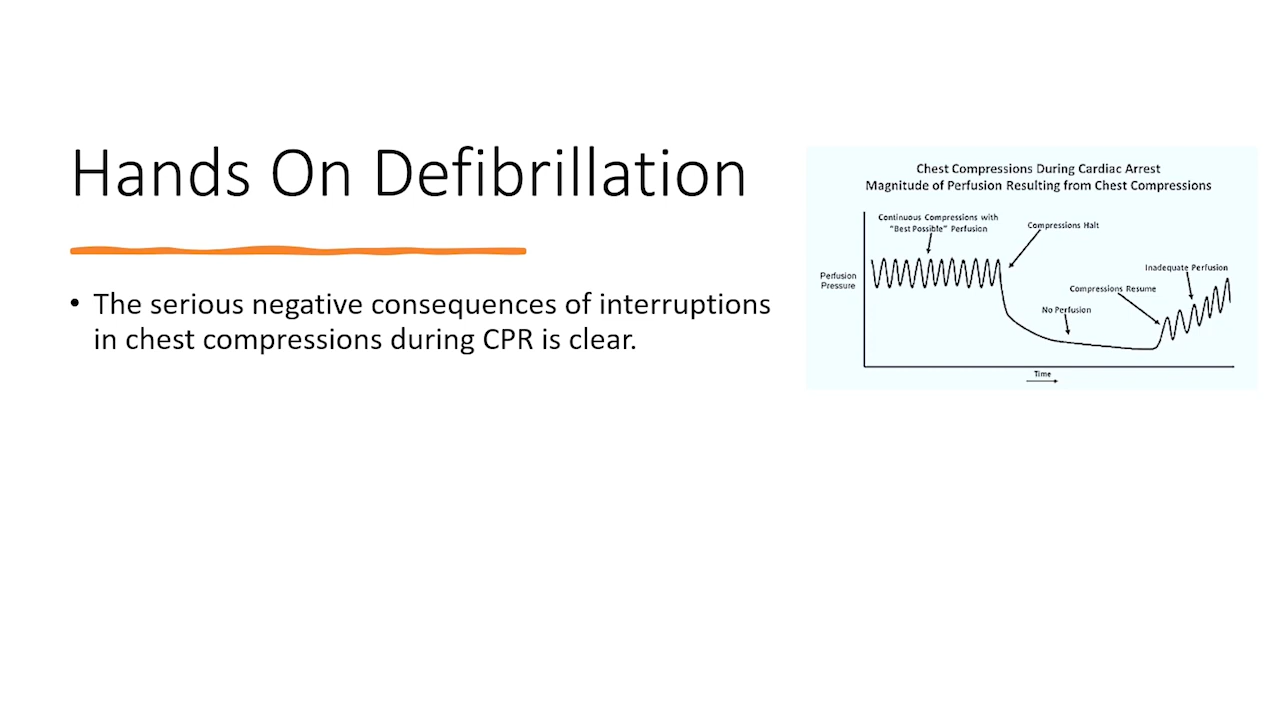 Hands On Defibrillation
• The serious negative consequences of interruptions
in chest compressions during CPR is clear.
Chest Compressions During Cardiac Arrest
Magnitude of Perfusion Resulting from Chest Compressions
Continuous Compressions with
"Best Possible" Perfusion
Compressions Halt
Perfusion
Pressure
Inadequate Perfusion
Compressions Resume
No Perfusion
Time